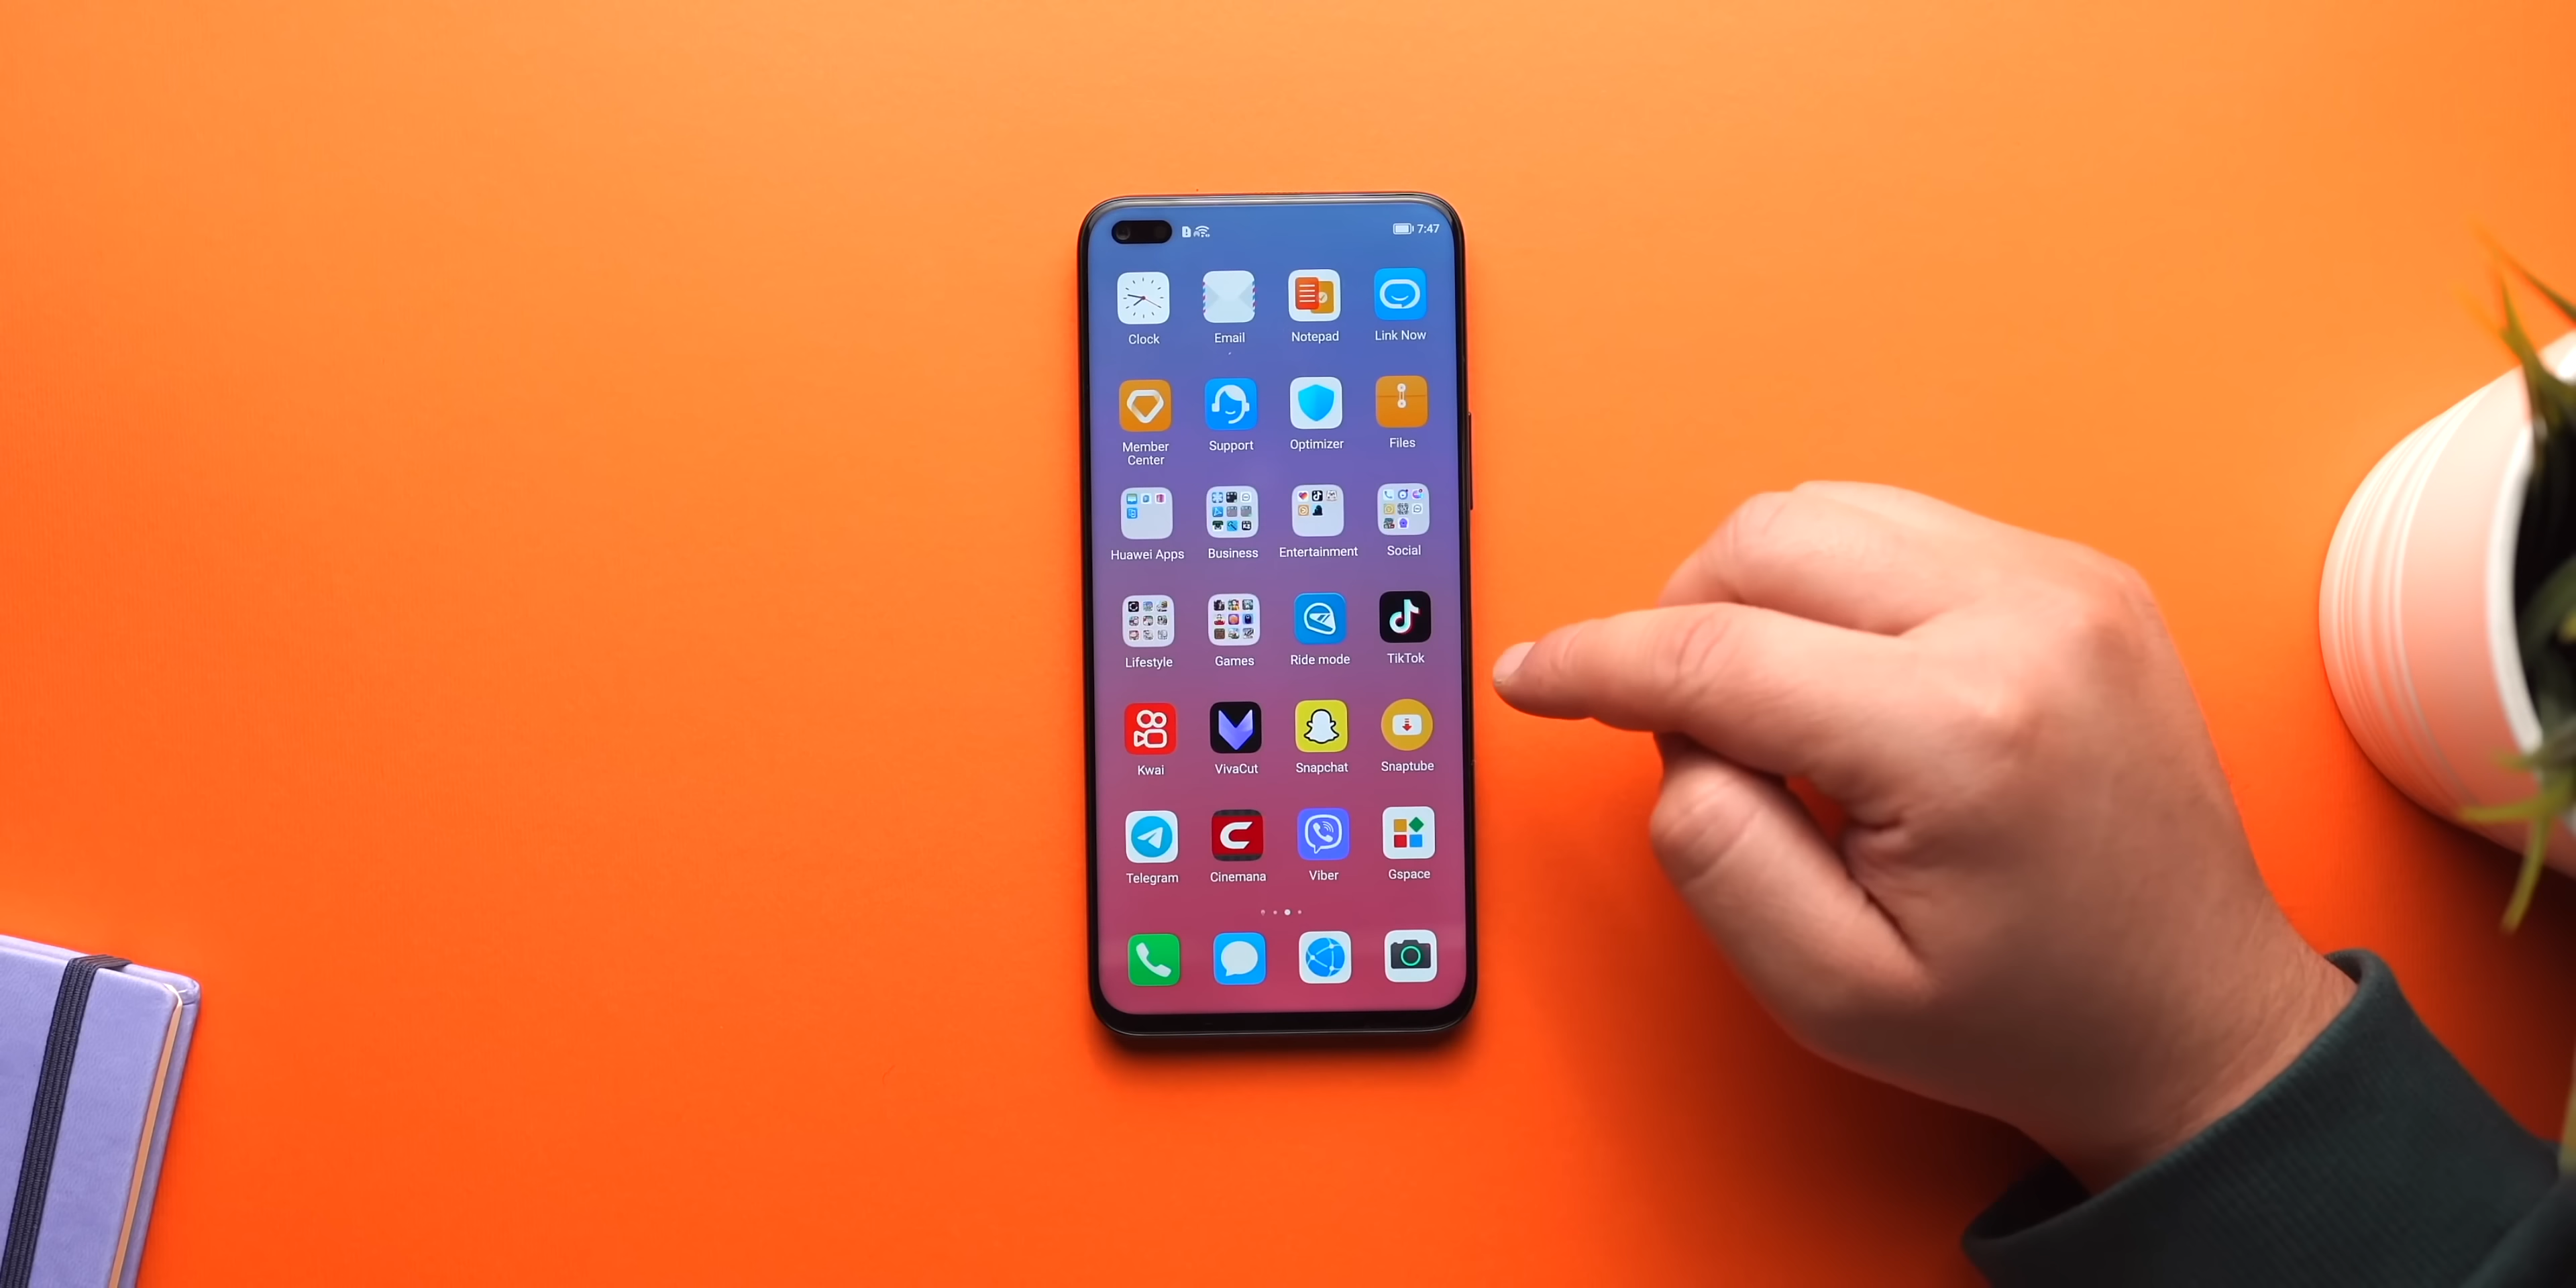 7:47
Clock
Email
Notepad
Link Now
Member
Center
Support
Optimizer
Files
Huawei Apps
Business
Entertainment
Social
Lifestyle
Games
Ride mode
TikTok
Kwai
VivaCut
Snapchat
Snaptube
Telegram
Cinemana
Viber
Gspace